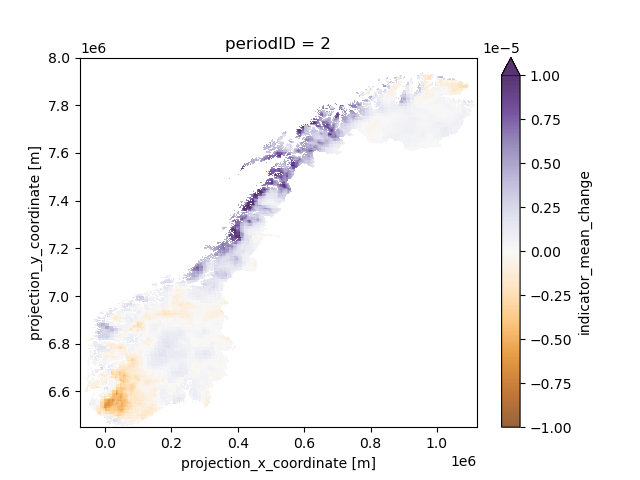 periodID = 2
1e6
1e−5
8.0
7.8
7.6
7.4
7.2
7.0
6.8
6.6
projection_y_coordinate [m]
0.0 0.2 0.4 0.6 0.8 1.0
1e6
projection_x_coordinate [m]
1.00
0.75
0.50
0.25
0.00
−0.25
−0.50
−0.75
−1.00
indicator_mean_change